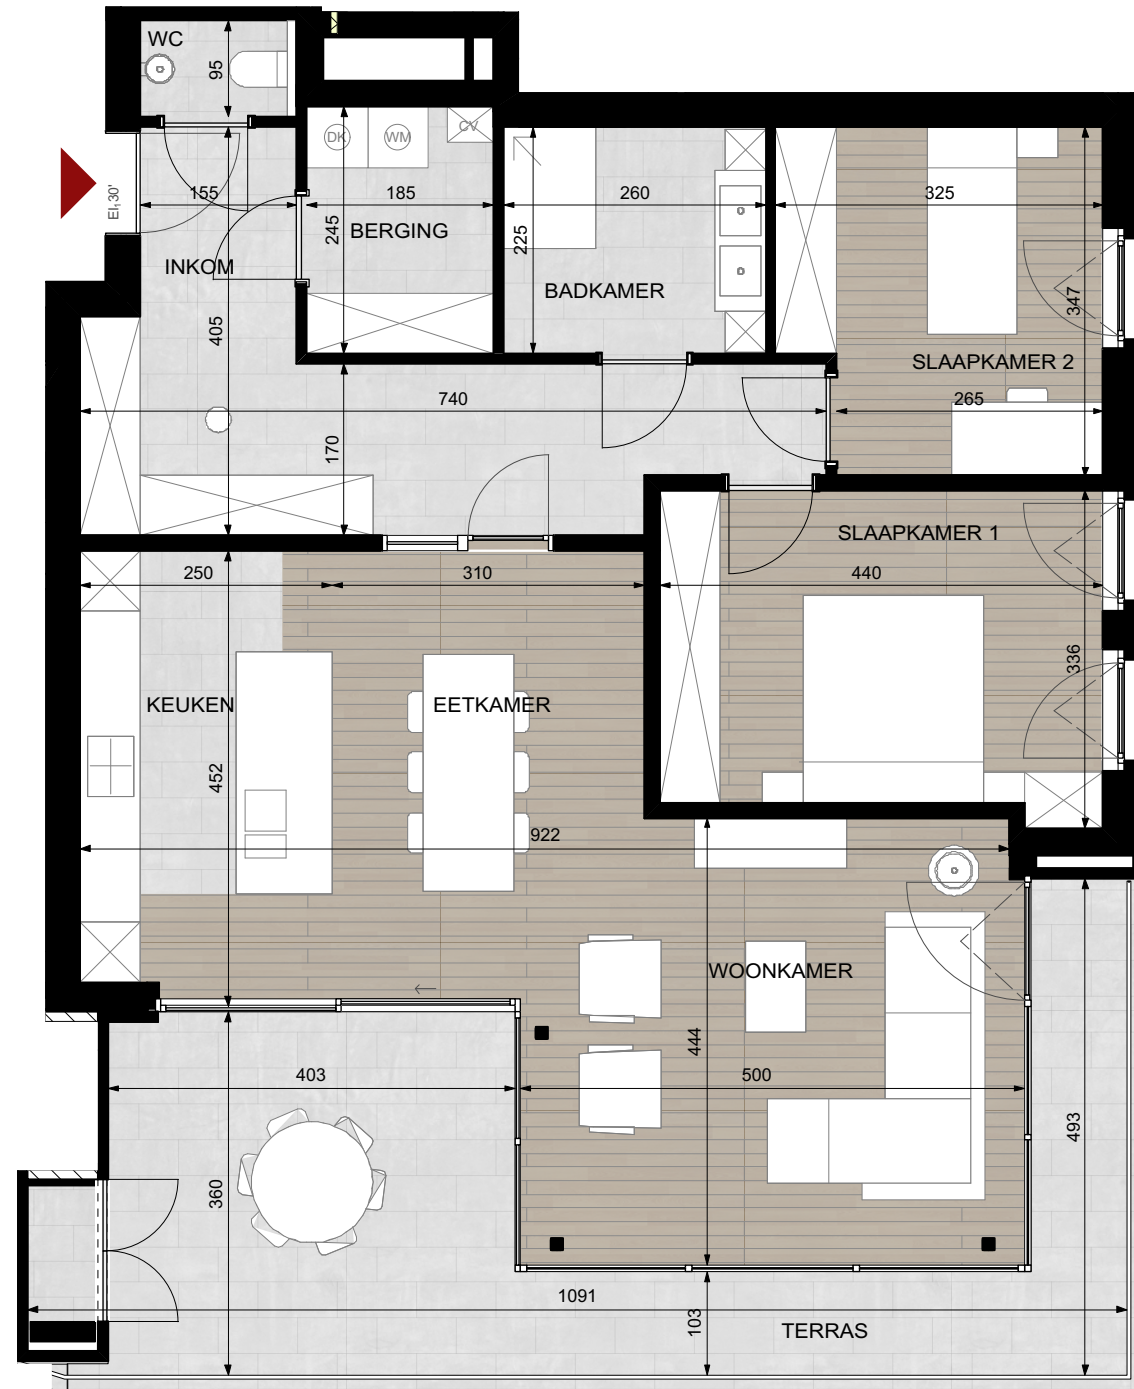 WC
95
DK
WM
CV
EI₁30'
155
185
260
325
245
225
BERGING
INKOM
BADKAMER
347
405
SLAAPKAMER 2
740
265
170
SLAAPKAMER 1
250
310
440
336
KEUKEN
EETKAMER
452
922
WOONKAMER
444
403
500
493
360
1091
103
TERRAS